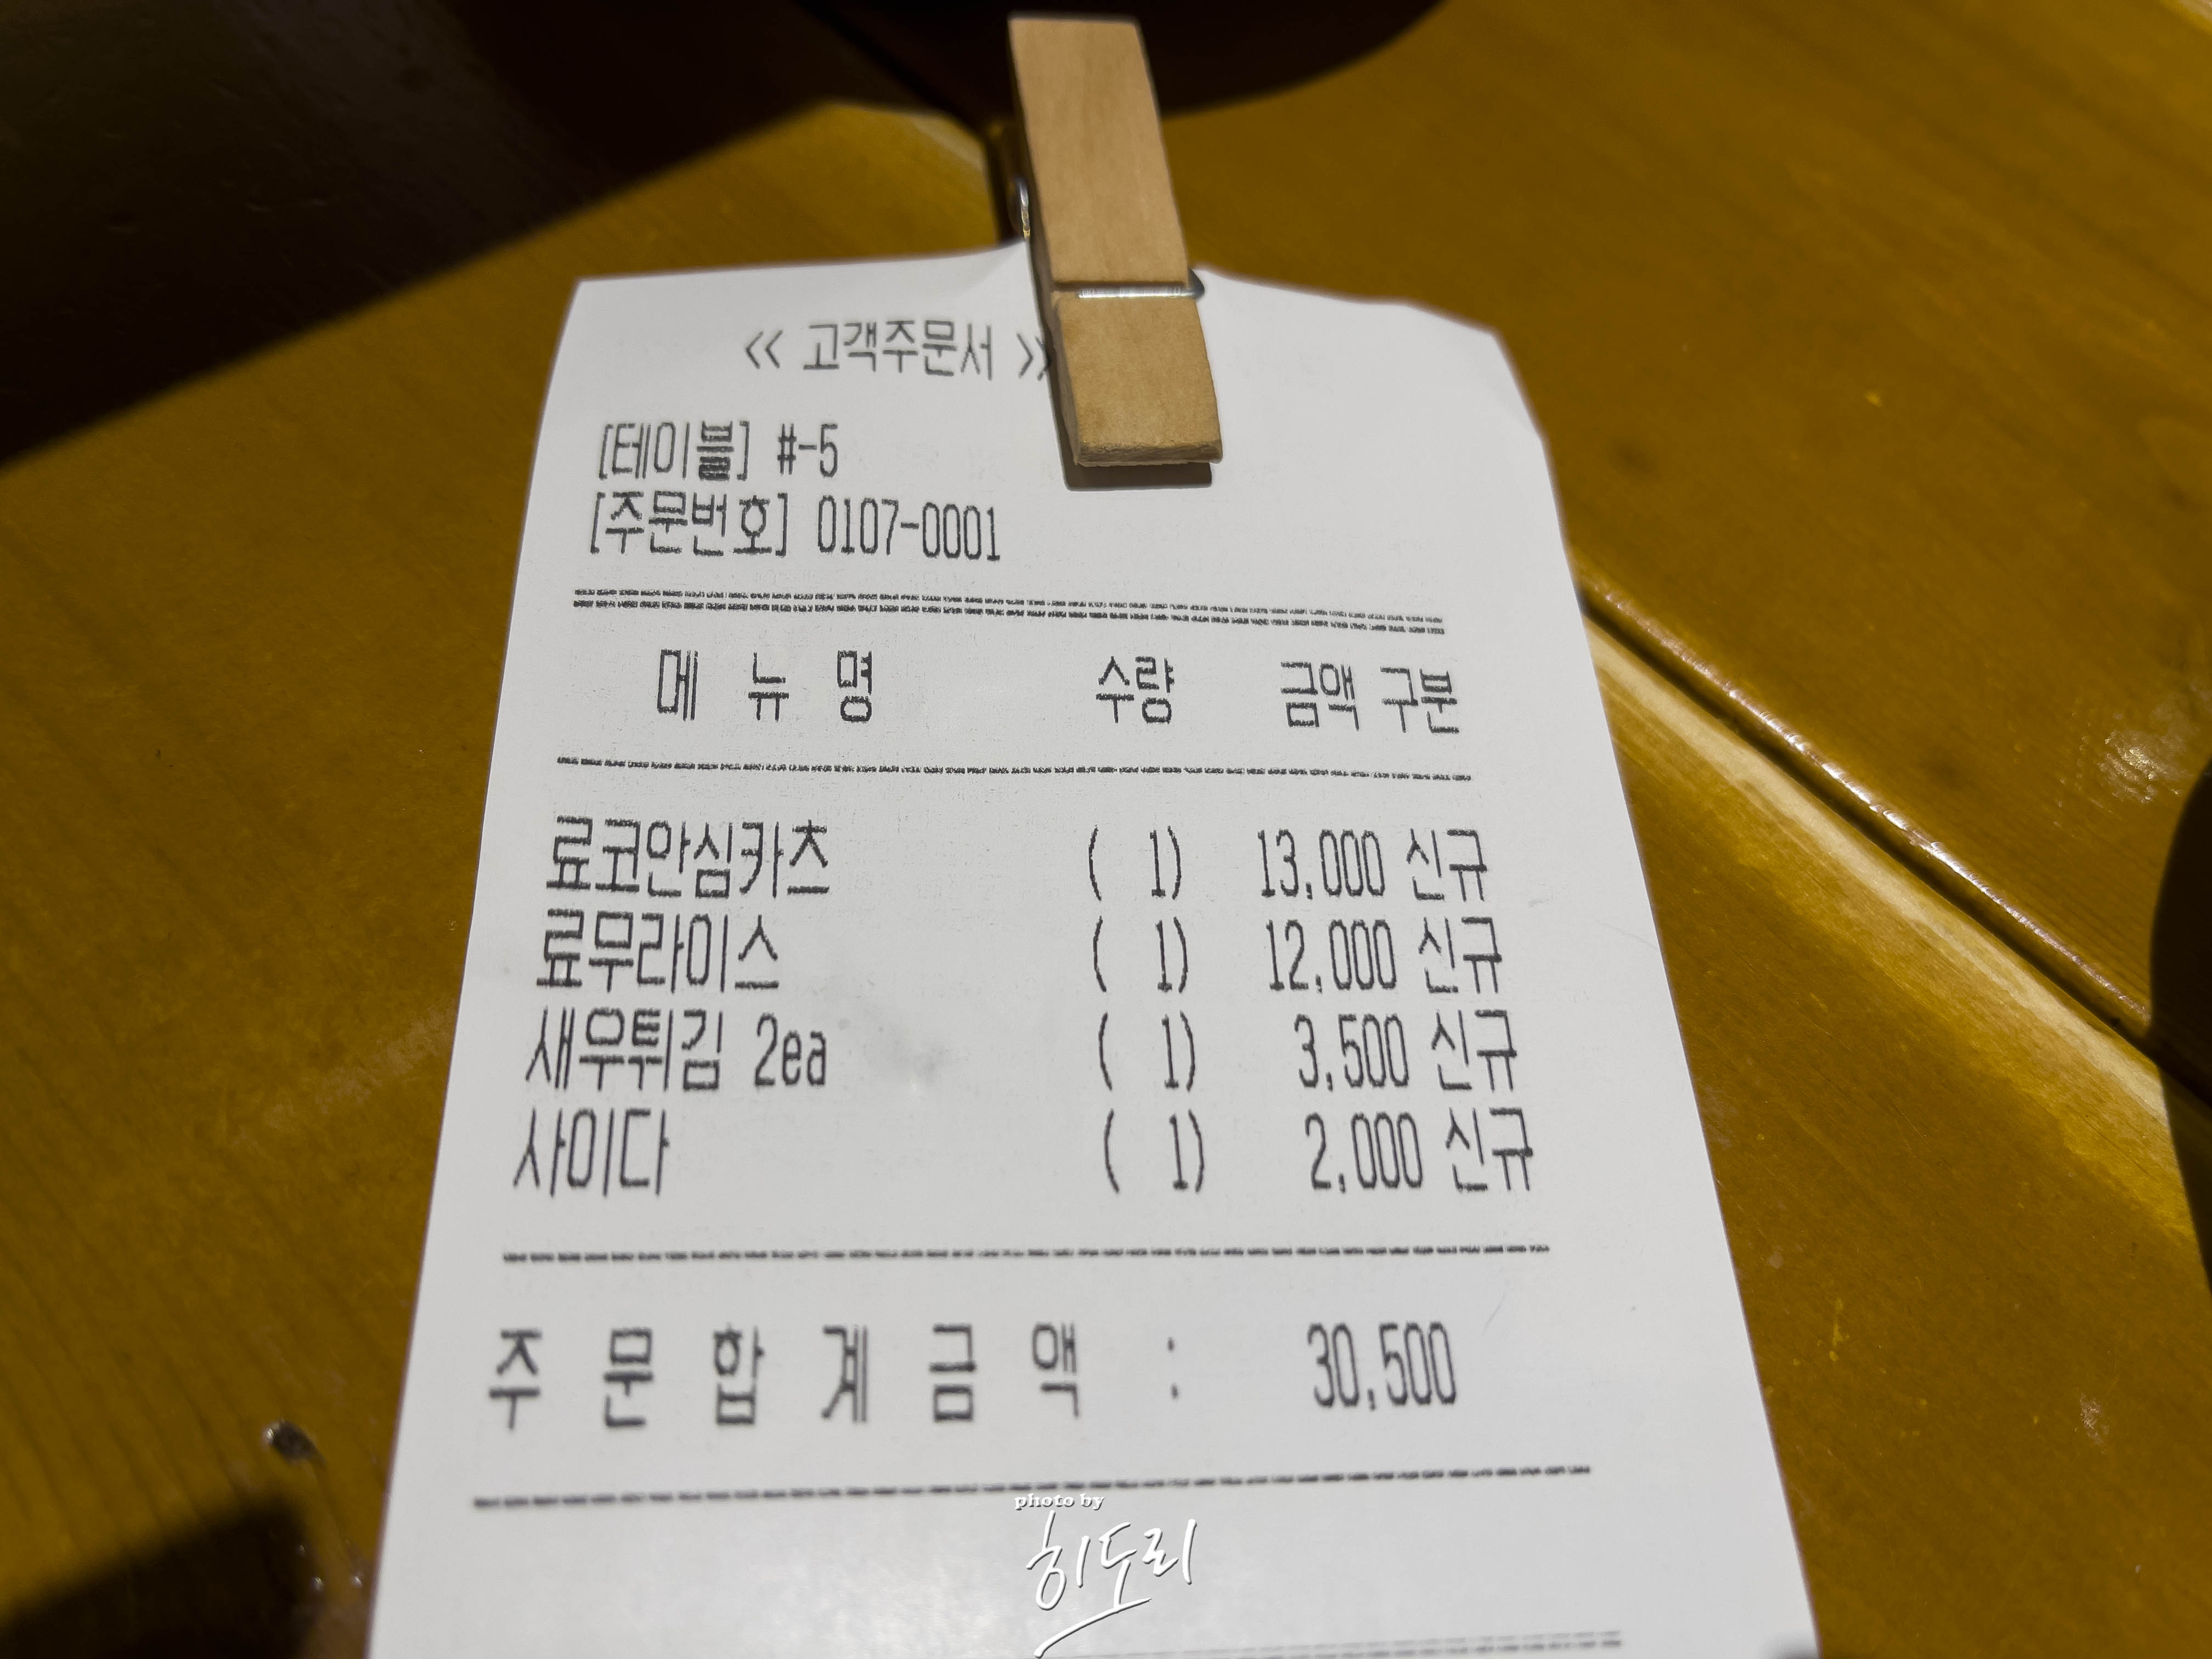 << 고객주문서 >>
[테이블] #-5
[주문번호] 0107-0001
메 뉴 명 수량 금액 구분
료코안심카츠 ( 1) 13,000 신규
료무라이스 ( 1) 12,000 신규
새우튀김 2ea ( 1) 3,500 신규
사이다 ( 1) 2,000 신규
주 문 합 계 금 액 : 30,500
photo by
히도리